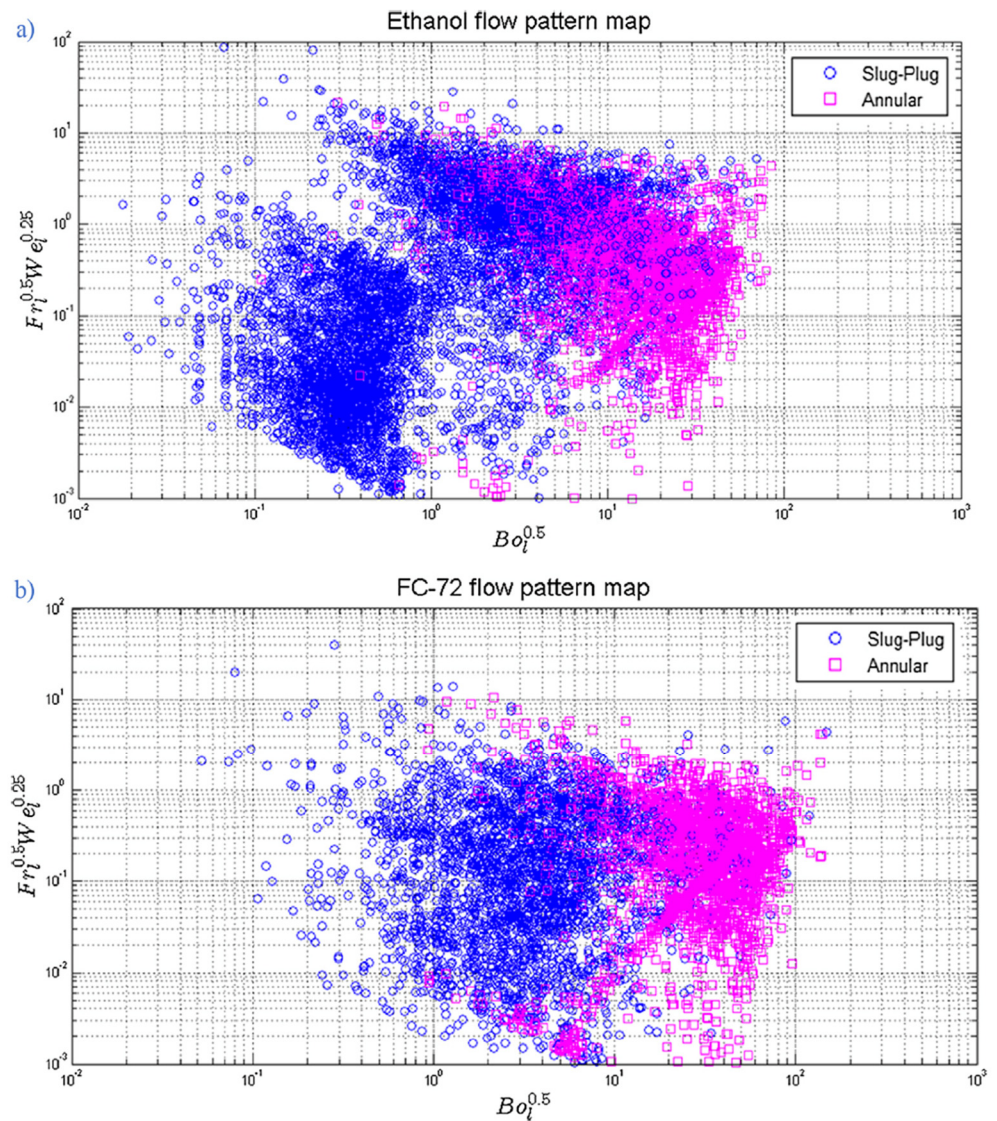 a)
Ethanol flow pattern map
Slug-Plug
Annular
10^2
10^1
10^0
10^-1
10^-2
10^-3
Fr_l^0.5 We_l^0.25
10^-2 10^-1 10^0 10^1 10^2 10^3
Bo_l^0.5
b)
FC-72 flow pattern map
Slug-Plug
Annular
10^2
10^1
10^0
10^-1
10^-2
10^-3
Fr_l^0.5 We_l^0.25
10^-2 10^-1 10^0 10^1 10^2 10^3
Bo_l^0.5